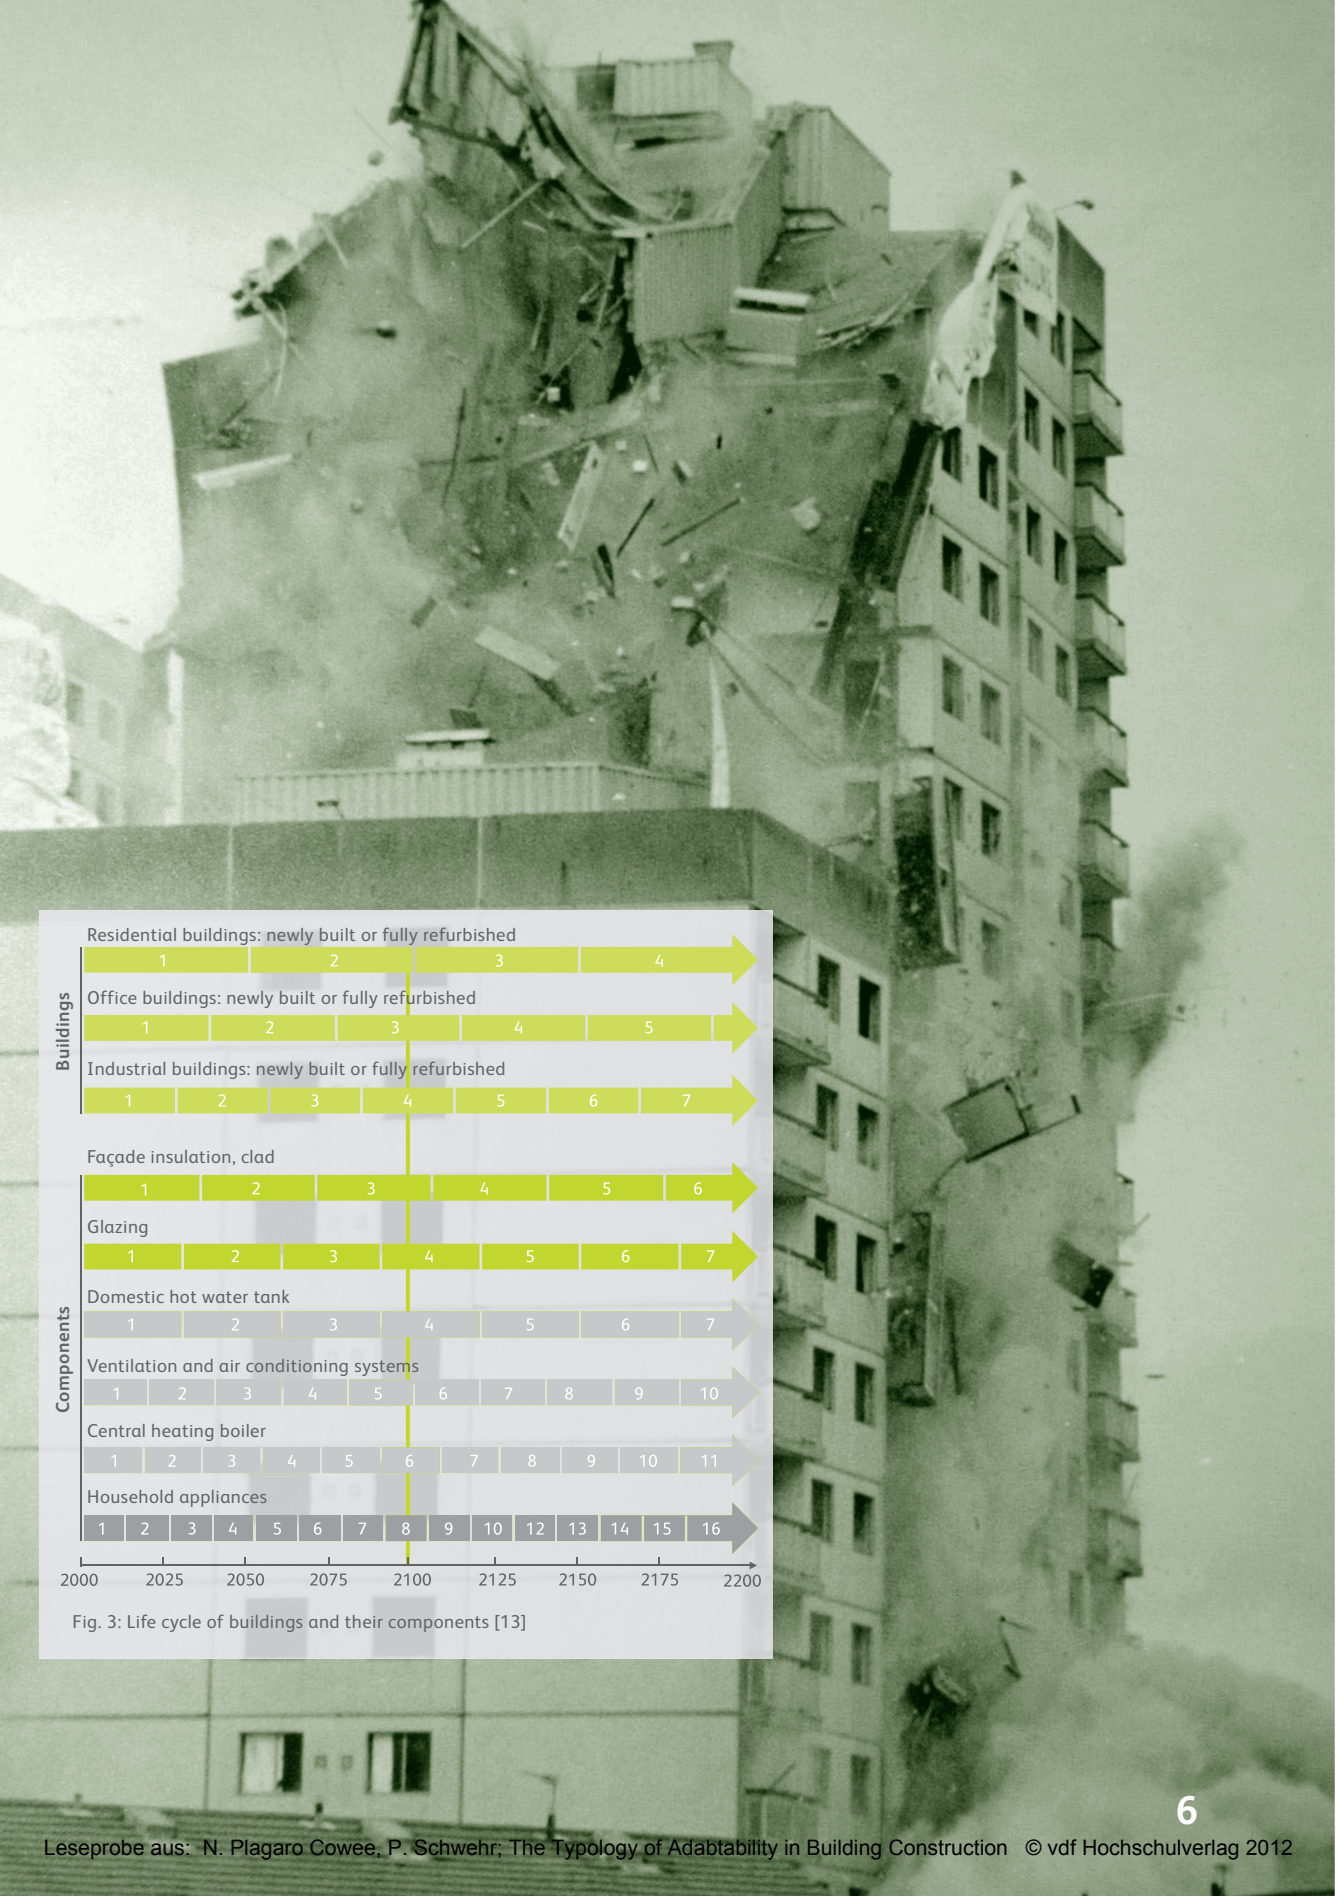 Residential buildings: newly built or fully refurbished
1 2 3 4
Office buildings: newly built or fully refurbished
1 2 3 4 5
Industrial buildings: newly built or fully refurbished
1 2 3 4 5 6 7
Buildings
Façade insulation, clad
1 2 3 4 5 6
Glazing
1 2 3 4 5 6 7
Domestic hot water tank
1 2 3 4 5 6 7
Ventilation and air conditioning systems
1 2 3 4 5 6 7 8 9 10
Central heating boiler
1 2 3 4 5 6 7 8 9 10 11
Household appliances
1 2 3 4 5 6 7 8 9 10 12 13 14 15 16
Components
2000 2025 2050 2075 2100 2125 2150 2175 2200
Fig. 3: Life cycle of buildings and their components [13]
6
Leseprobe aus: N. Plagaro Cowee, P. Schwehr; The Typology of Adabtability in Building Construction © vdf Hochschulverlag 2012